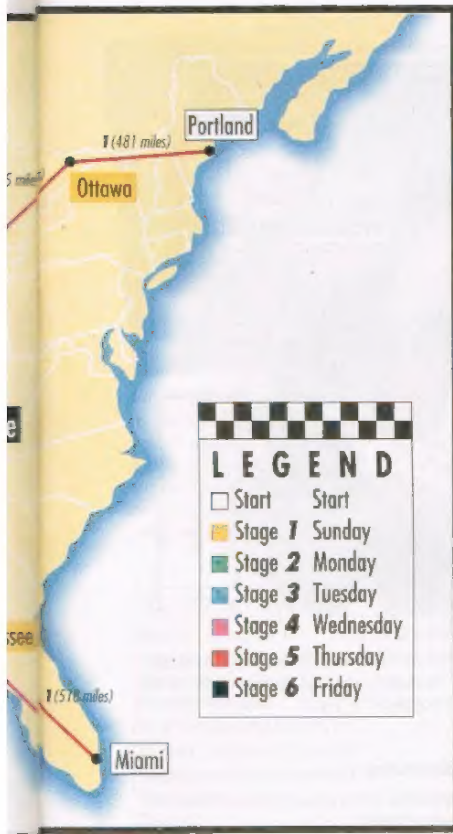 Portland
1 (481 miles)
Ottawa
LEGEND
Start Start
Stage 1 Sunday
Stage 2 Monday
Stage 3 Tuesday
Stage 4 Wednesday
Stage 5 Thursday
Stage 6 Friday
ssee
1 (578 miles)
Miami